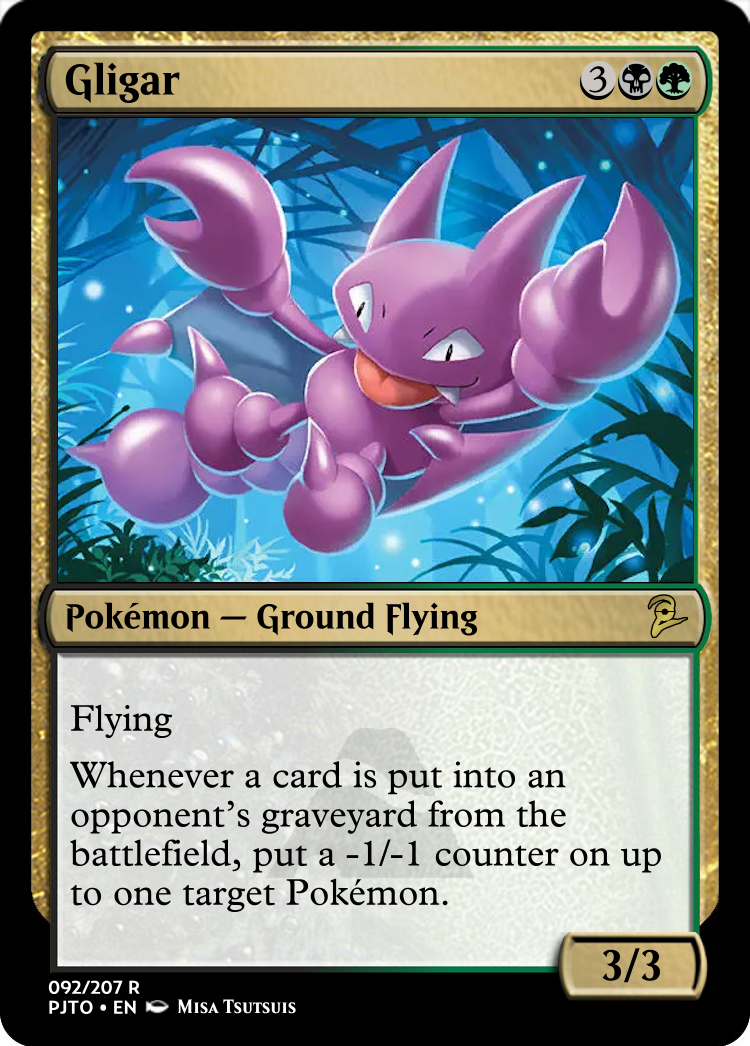 Gligar 3
Pokémon — Ground Flying
Flying
Whenever a card is put into an
opponent's graveyard from the
battlefield, put a -1/-1 counter on up
to one target Pokémon.
3/3
092/207 R
PJTO • EN Misa Tsutsuis